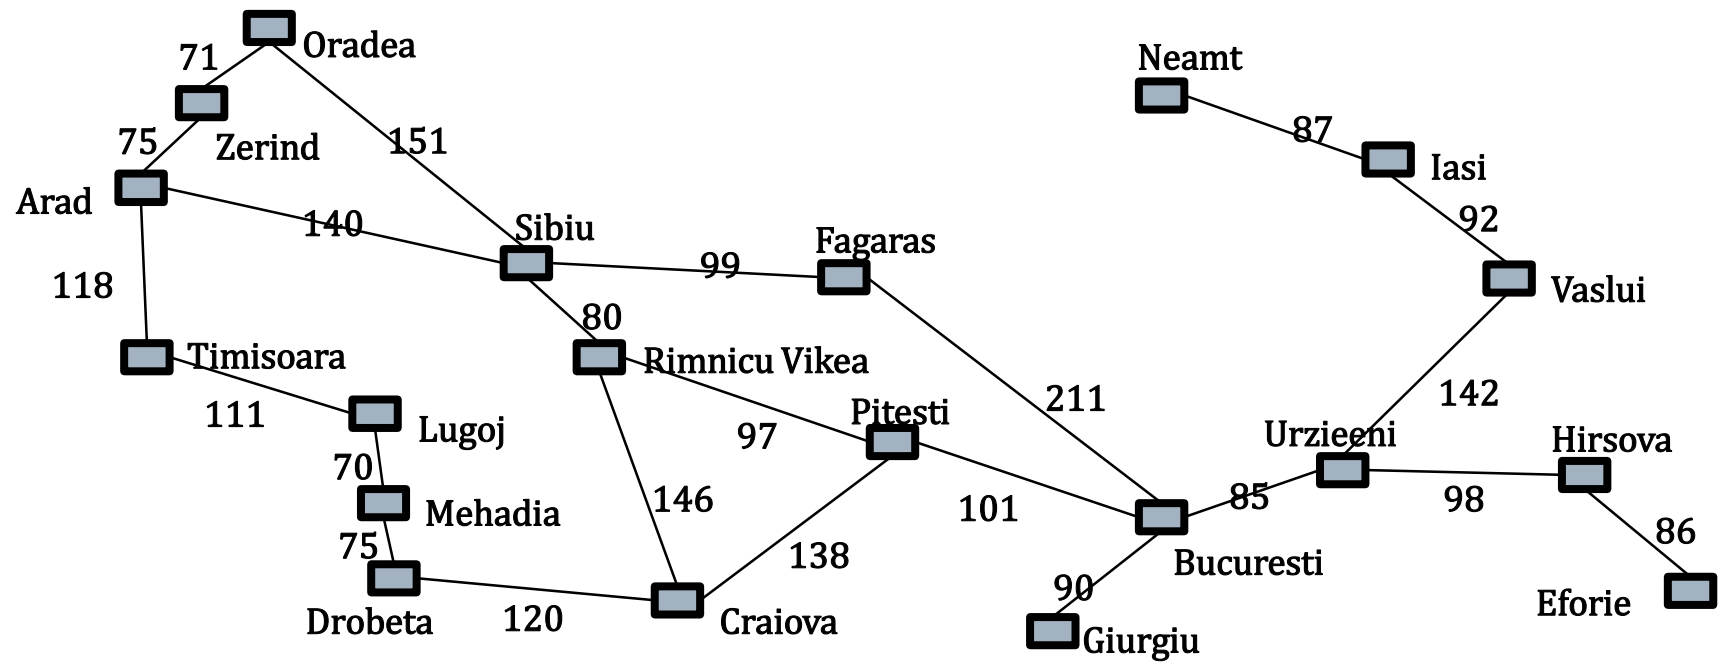 Oradea
71
Neamt
Zerind
75
151
87
Iasi
Arad
140
Sibiu
92
Fagaras
118
99
Vaslui
80
Timisoara
Rimnicu Vikea
111
Lugoj
97
Pitesti
211
142
Urzieeni
Hirsova
70
Mehadia
146
101
85
98
75
138
86
Bucuresti
90
Drobeta
120
Craiova
Giurgiu
Eforie